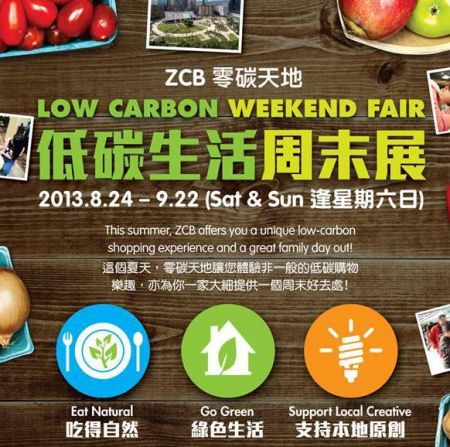 ZCB 零碳天地
LOW CARBON WEEKEND FAIR
低碳生活周末展
2013.8.24 – 9.22 (Sat & Sun 逢星期六日)
This summer, ZCB offers you a unique low-carbon
shopping experience and a great family day out!
這個夏天，零碳天地讓您體驗非一般的低碳購物
樂趣，亦為你一家大細提供一個週末好去處！
Eat Natural
吃得自然
Go Green
綠色生活
Support Local Creative
支持本地原創